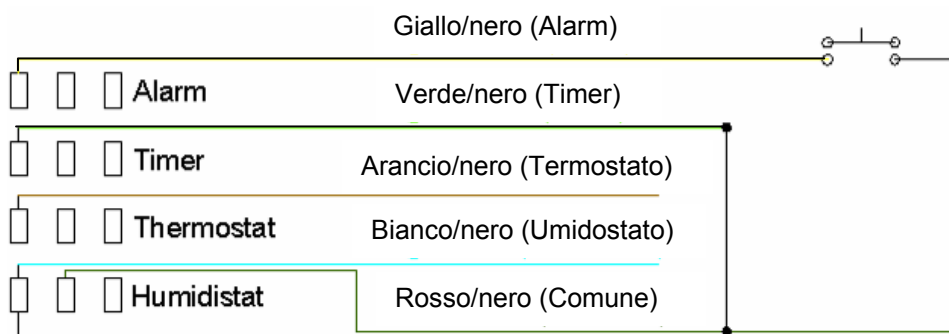 Giallo/nero (Alarm)
Alarm
Verde/nero (Timer)
Timer
Arancio/nero (Termostato)
Thermostat
Bianco/nero (Umidostato)
Humidistat
Rosso/nero (Comune)